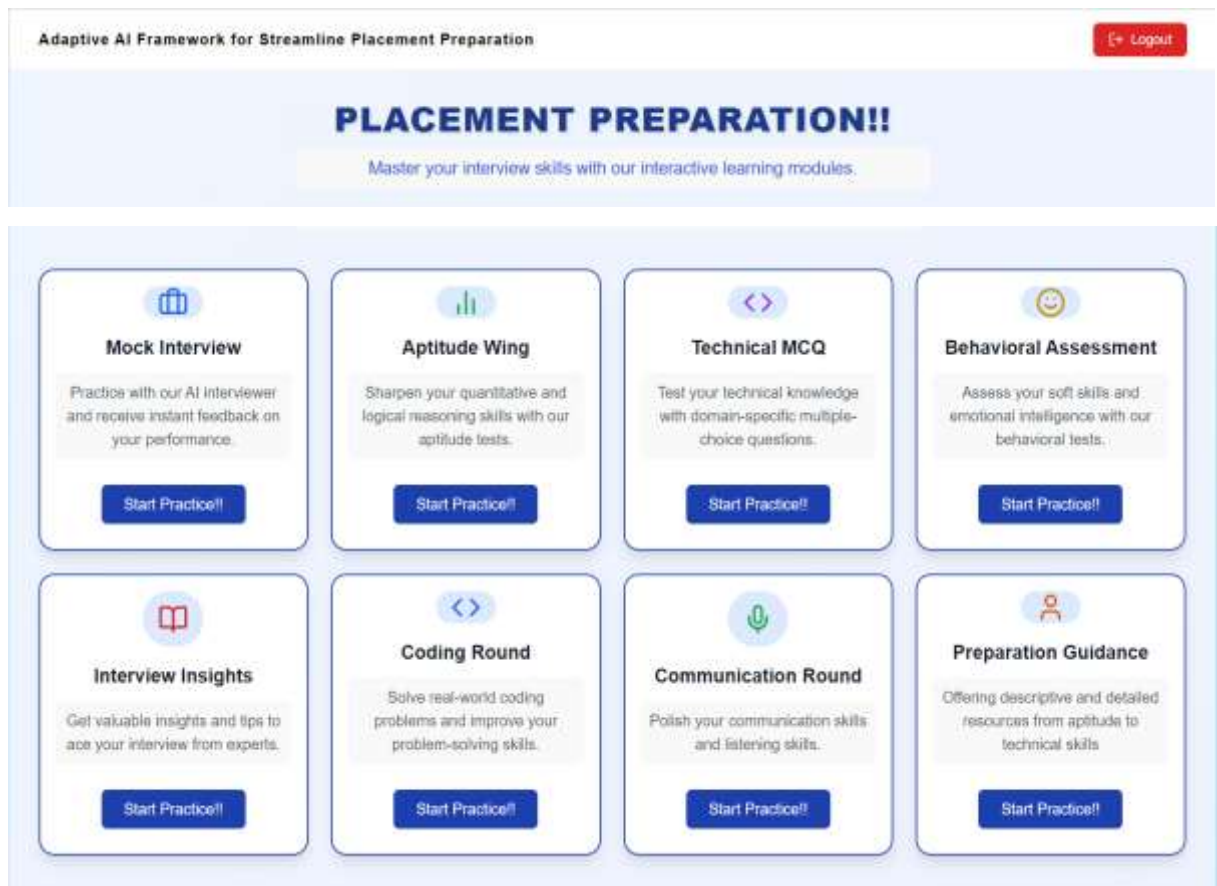 Adaptive AI Framework for Streamline Placement Preparation
Logout
PLACEMENT PREPARATION!!
Master your interview skills with our interactive learning modules.
Mock Interview
Practice with our AI interviewer
and receive instant feedback on
your performance.
Start Practice!!
Aptitude Wing
Sharpen your quantitative and
logical reasoning skills with our
aptitude tests.
Start Practice!!
Technical MCQ
Test your technical knowledge
with domain-specific multiple-
choice questions.
Start Practice!!
Behavioral Assessment
Assess your soft skills and
emotional intelligence with our
behavioral tests.
Start Practice!!
Interview Insights
Get valuable insights and tips to
ace your interview from experts.
Start Practice!!
Coding Round
Solve real-world coding
problems and improve your
problem-solving skills.
Start Practice!!
Communication Round
Polish your communication skills
and listening skills.
Start Practice!!
Preparation Guidance
Offering descriptive and detailed
resources from aptitude to
technical skills
Start Practice!!